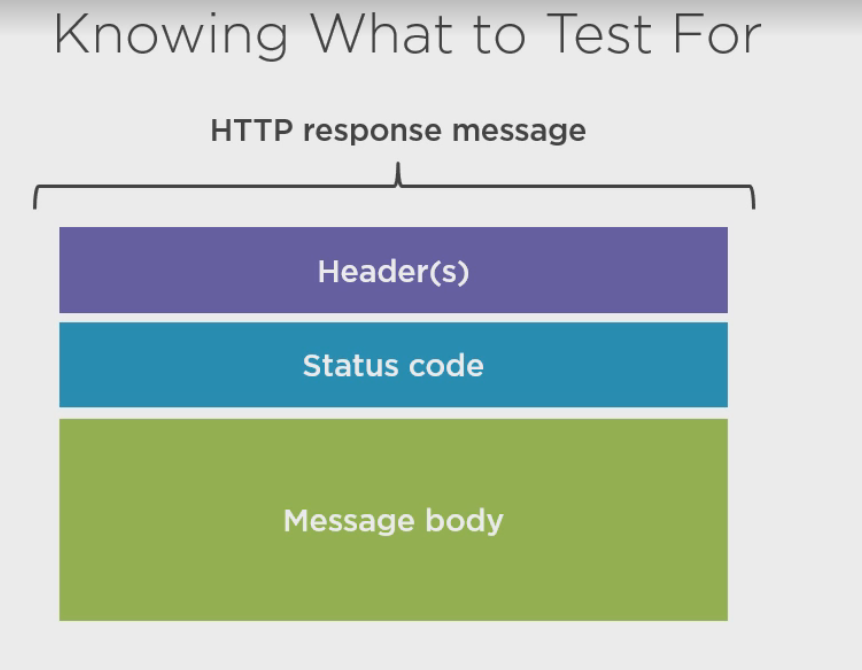 Knowing What to Test For
HTTP response message
Header(s)
Status code
Message body